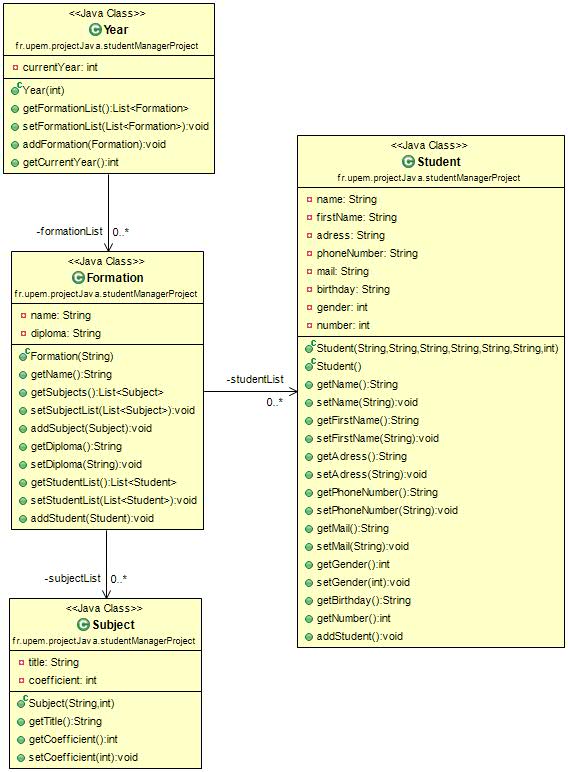 <<Java Class>>
Year
fr.upem.projectJava.studentManagerProject
currentYear: int
Year(int)
getFormationList():List<Formation>
setFormationList(List<Formation>):void
addFormation(Formation):void
getCurrentYear():int
-formationList 0..*
<<Java Class>>
Formation
fr.upem.projectJava.studentManagerProject
name: String
diploma: String
Formation(String)
getName():String
getSubjects():List<Subject>
setSubjectList(List<Subject>):void
addSubject(Subject):void
getDiploma():String
setDiploma(String):void
getStudentList():List<Student>
setStudentList(List<Student>):void
addStudent(Student):void
-studentList
0..*
-subjectList 0..*
<<Java Class>>
Subject
fr.upem.projectJava.studentManagerProject
title: String
coefficient: int
Subject(String,int)
getTitle():String
getCoefficient():int
setCoefficient(int):void
<<Java Class>>
Student
fr.upem.projectJava.studentManagerProject
name: String
firstName: String
adress: String
phoneNumber: String
mail: String
birthday: String
gender: int
number: int
Student(String,String,String,String,String,String,int)
Student()
getName():String
setName(String):void
getFirstName():String
setFirstName(String):void
getAdress():String
setAdress(String):void
getPhoneNumber():String
setPhoneNumber(String):void
getMail():String
setMail(String):void
getGender():int
setGender(int):void
getBirthday():String
getNumber():int
addStudent():void